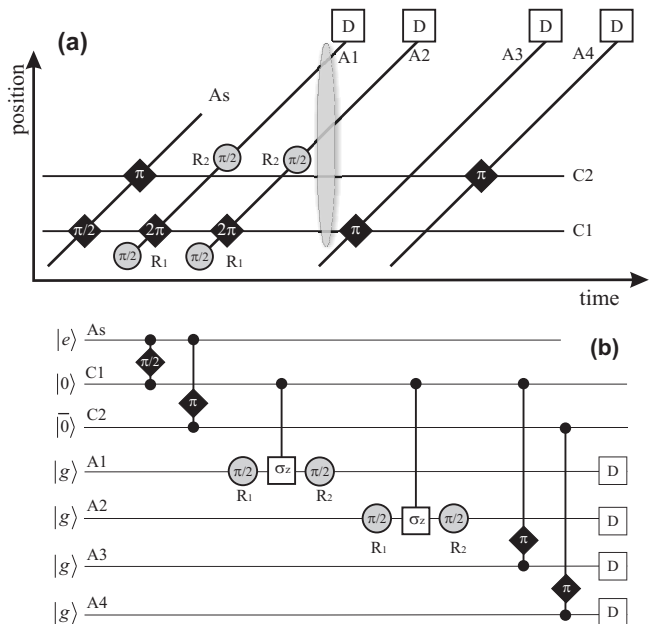 (a)
D D D D
A1 A2 A3 A4
position
As
R2 π/2 R2 π/2
π π C2
π/2 2π 2π π C1
π/2 R1 π/2 R1
time
(b)
|e⟩ As
π/2
|0⟩ C1
π
|0̅⟩ C2
|g⟩ A1 π/2 σz π/2 D
R1 R2
|g⟩ A2 π/2 σz π/2 D
R1 R2
π
|g⟩ A3 D
π
|g⟩ A4 D